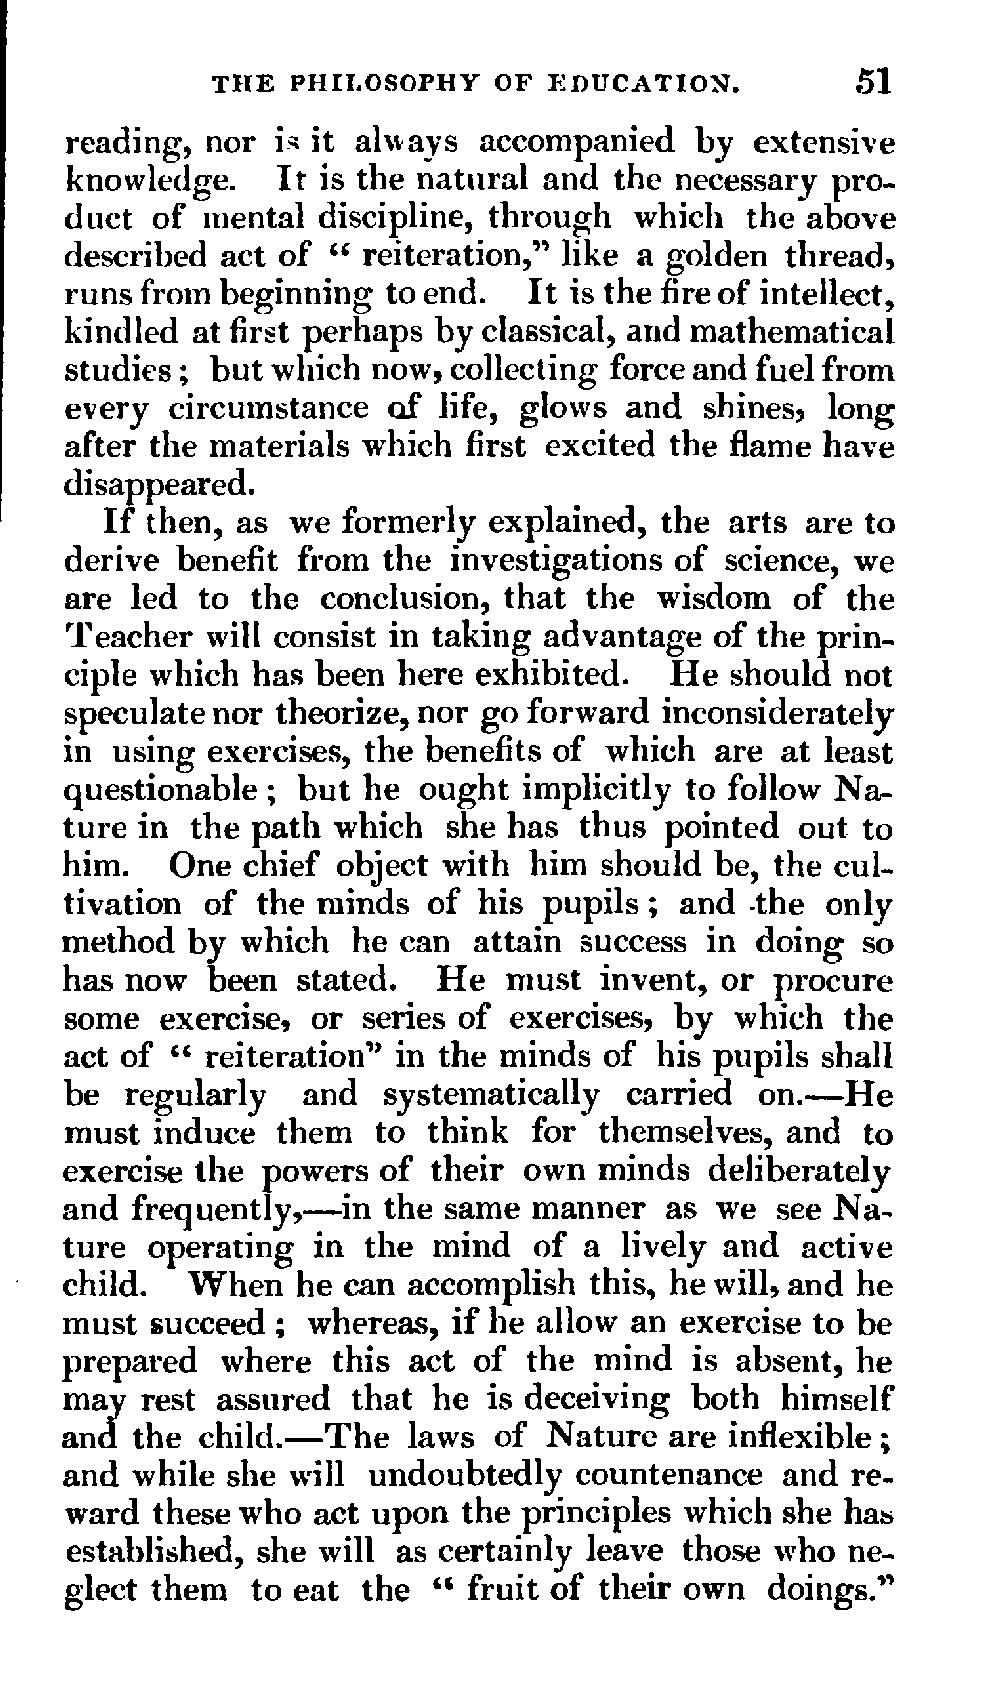 THE PHILOSOPHY OF EDUCATION. 51
reading, nor is it always accompanied by extensive
knowledge. It is the natural and the necessary pro-
duct of mental discipline, through which the above
described act of “ reiteration,” like a golden thread,
runs from beginning to end. It is the fire of intellect,
kindled at first perhaps by classical, and mathematical
studies ; but which now, collecting force and fuel from
every circumstance of life, glows and shines, long
after the materials which first excited the flame have
disappeared.
If then, as we formerly explained, the arts are to
derive benefit from the investigations of science, we
are led to the conclusion, that the wisdom of the
Teacher will consist in taking advantage of the prin-
ciple which has been here exhibited. He should not
speculate nor theorize, nor go forward inconsiderately
in using exercises, the benefits of which are at least
questionable ; but he ought implicitly to follow Na-
ture in the path which she has thus pointed out to
him. One chief object with him should be, the cul-
tivation of the minds of his pupils ; and the only
method by which he can attain success in doing so
has now been stated. He must invent, or procure
some exercise, or series of exercises, by which the
act of “ reiteration” in the minds of his pupils shall
be regularly and systematically carried on.—He
must induce them to think for themselves, and to
exercise the powers of their own minds deliberately
and frequently,—in the same manner as we see Na-
ture operating in the mind of a lively and active
child. When he can accomplish this, he will, and he
must succeed ; whereas, if he allow an exercise to be
prepared where this act of the mind is absent, he
may rest assured that he is deceiving both himself
and the child.—The laws of Nature are inflexible ;
and while she will undoubtedly countenance and re-
ward these who act upon the principles which she has
established, she will as certainly leave those who ne-
glect them to eat the “ fruit of their own doings.”